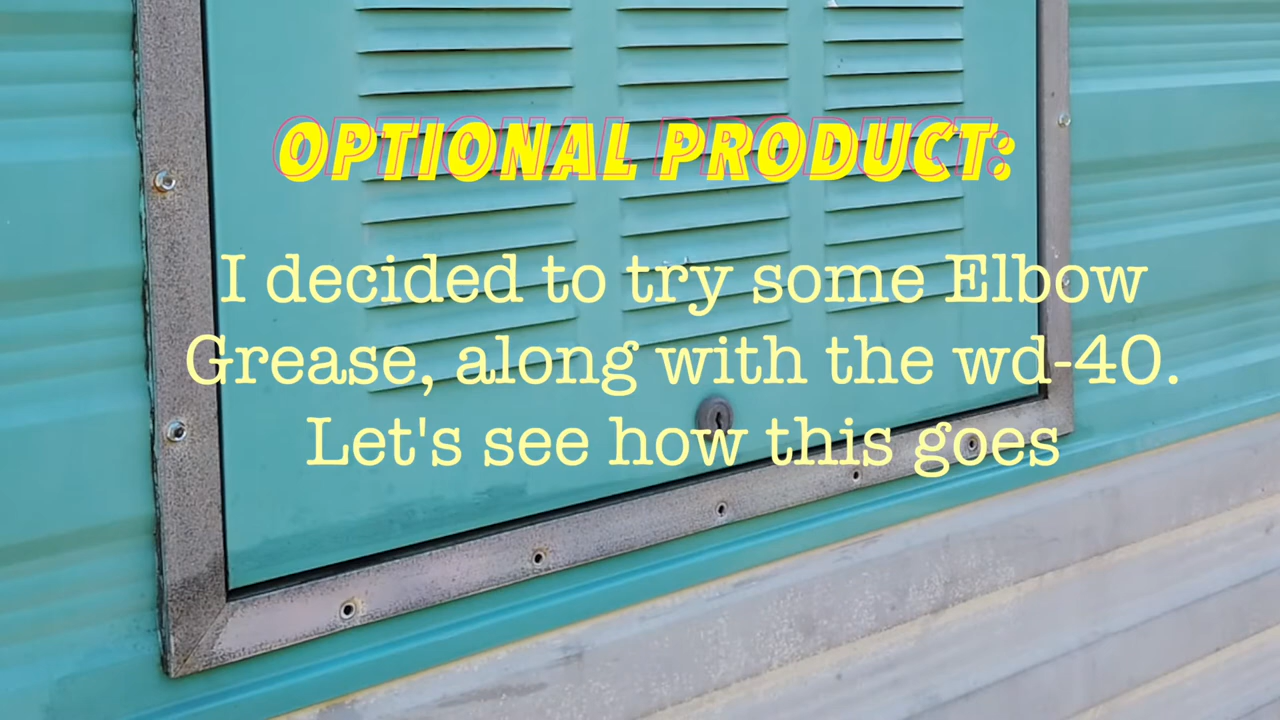 OPTIONAL PRODUCT:
I decided to try some Elbow
Grease, along with the wd-40.
Let's see how this goes